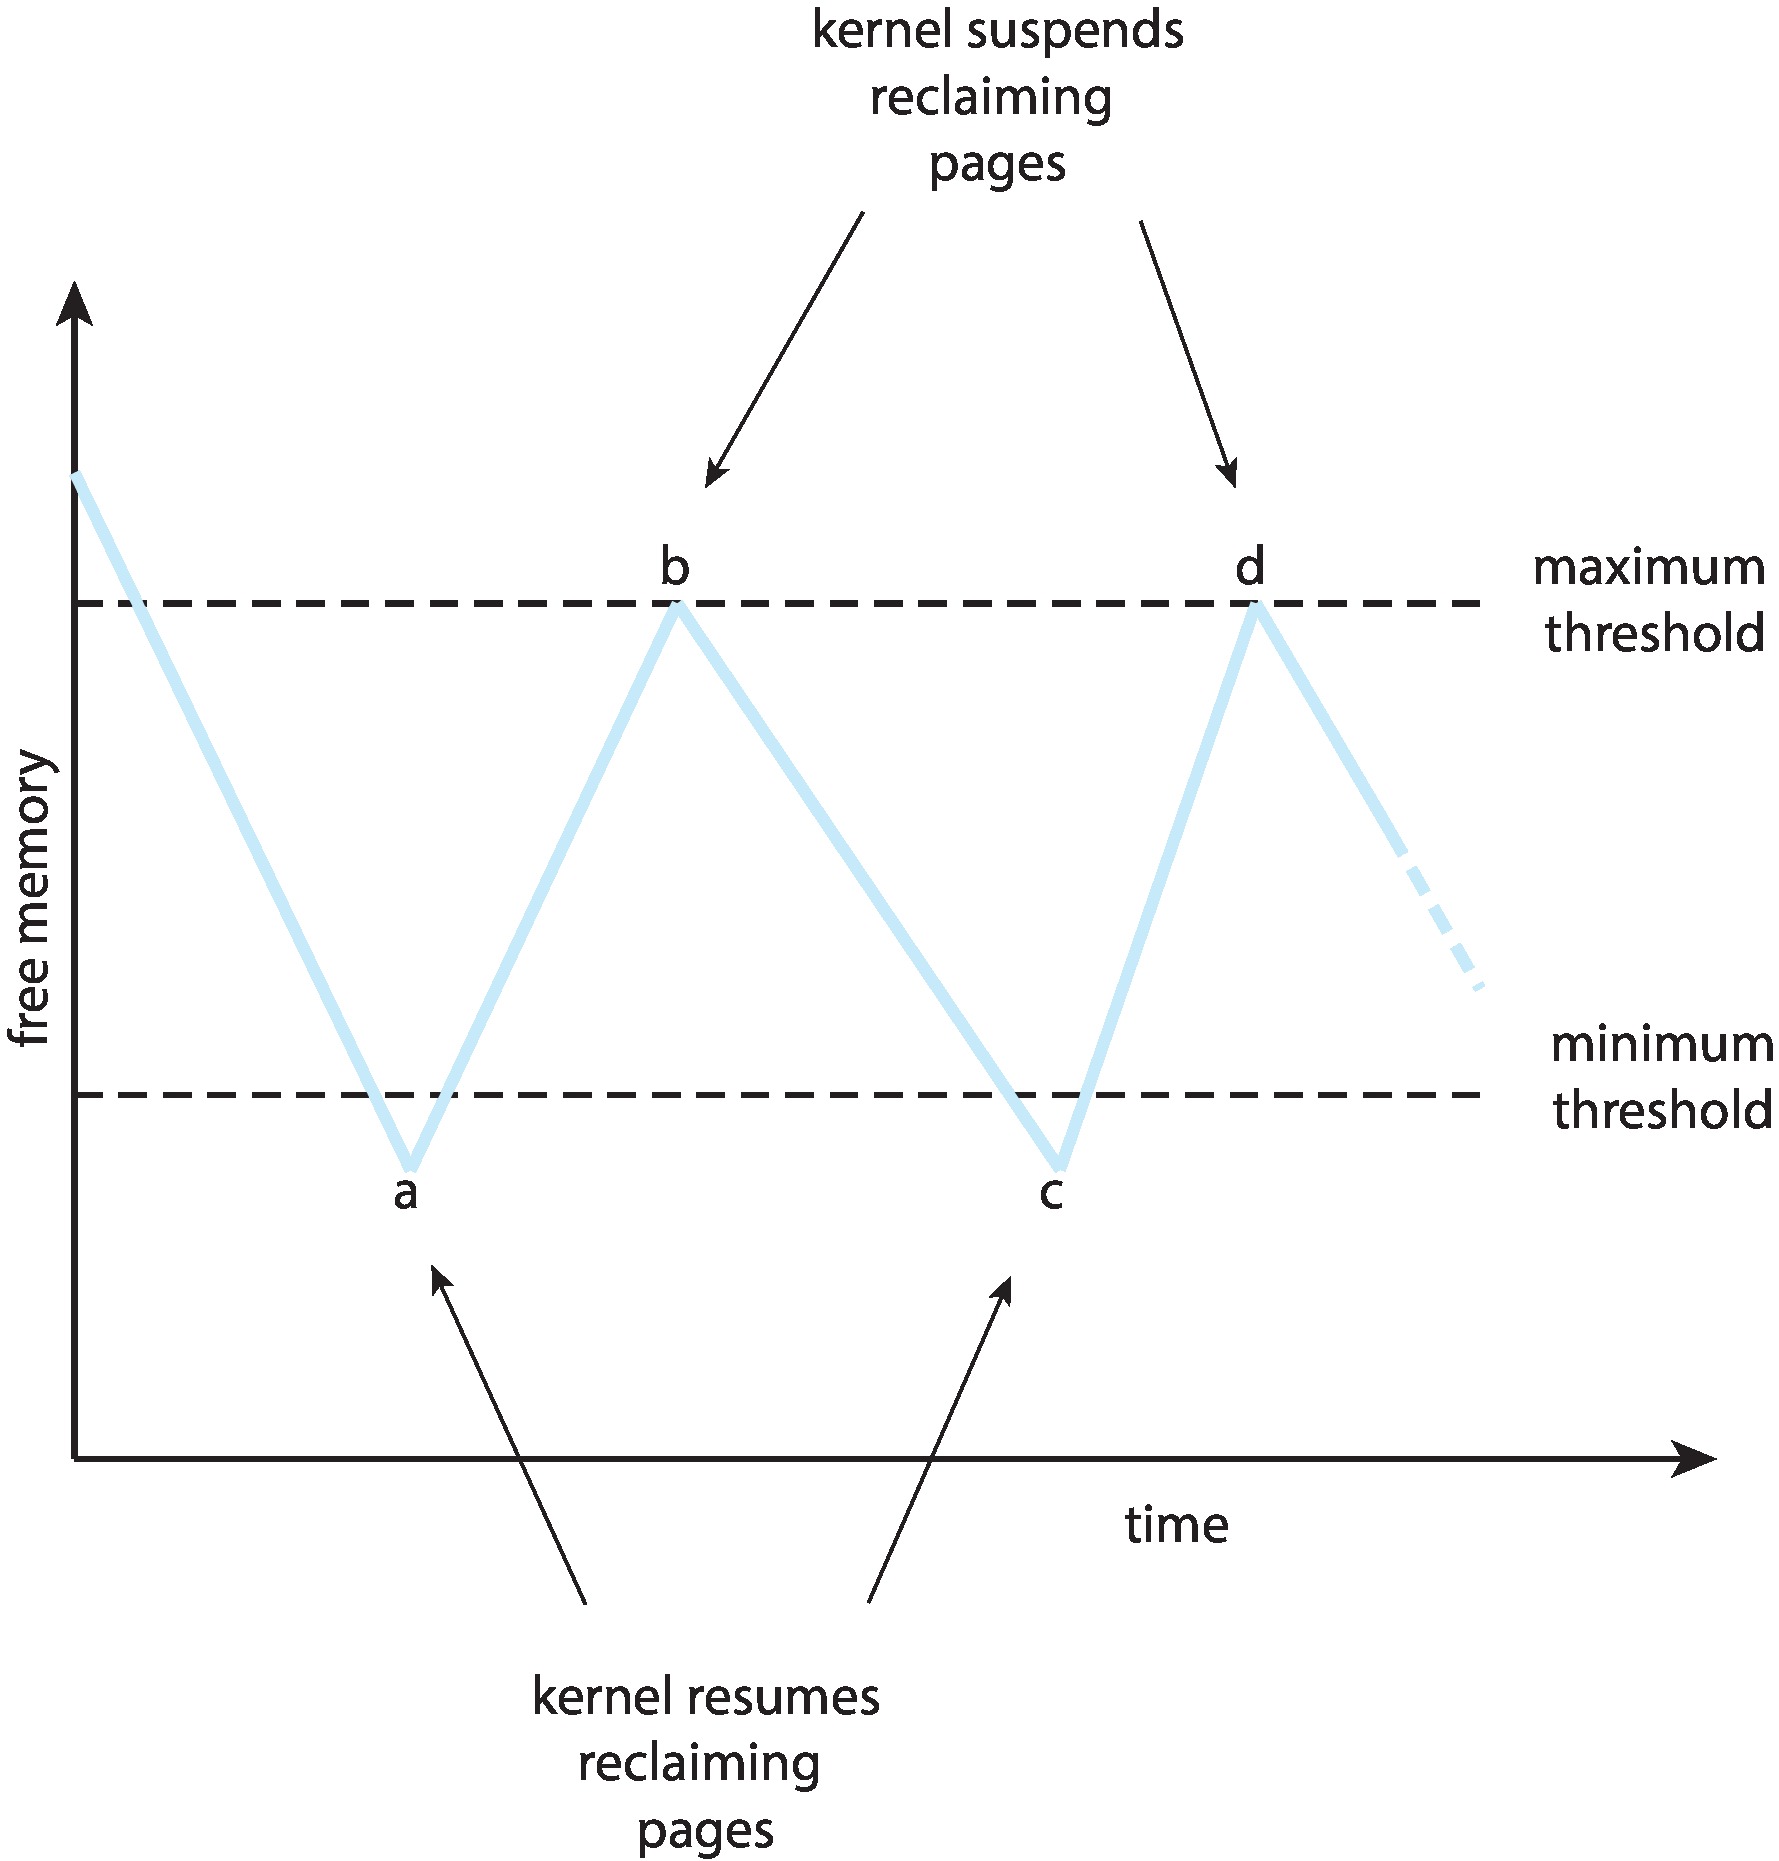 kernel suspends
reclaiming
pages
b
d
maximum
threshold
free memory
minimum
threshold
a
c
time
kernel resumes
reclaiming
pages